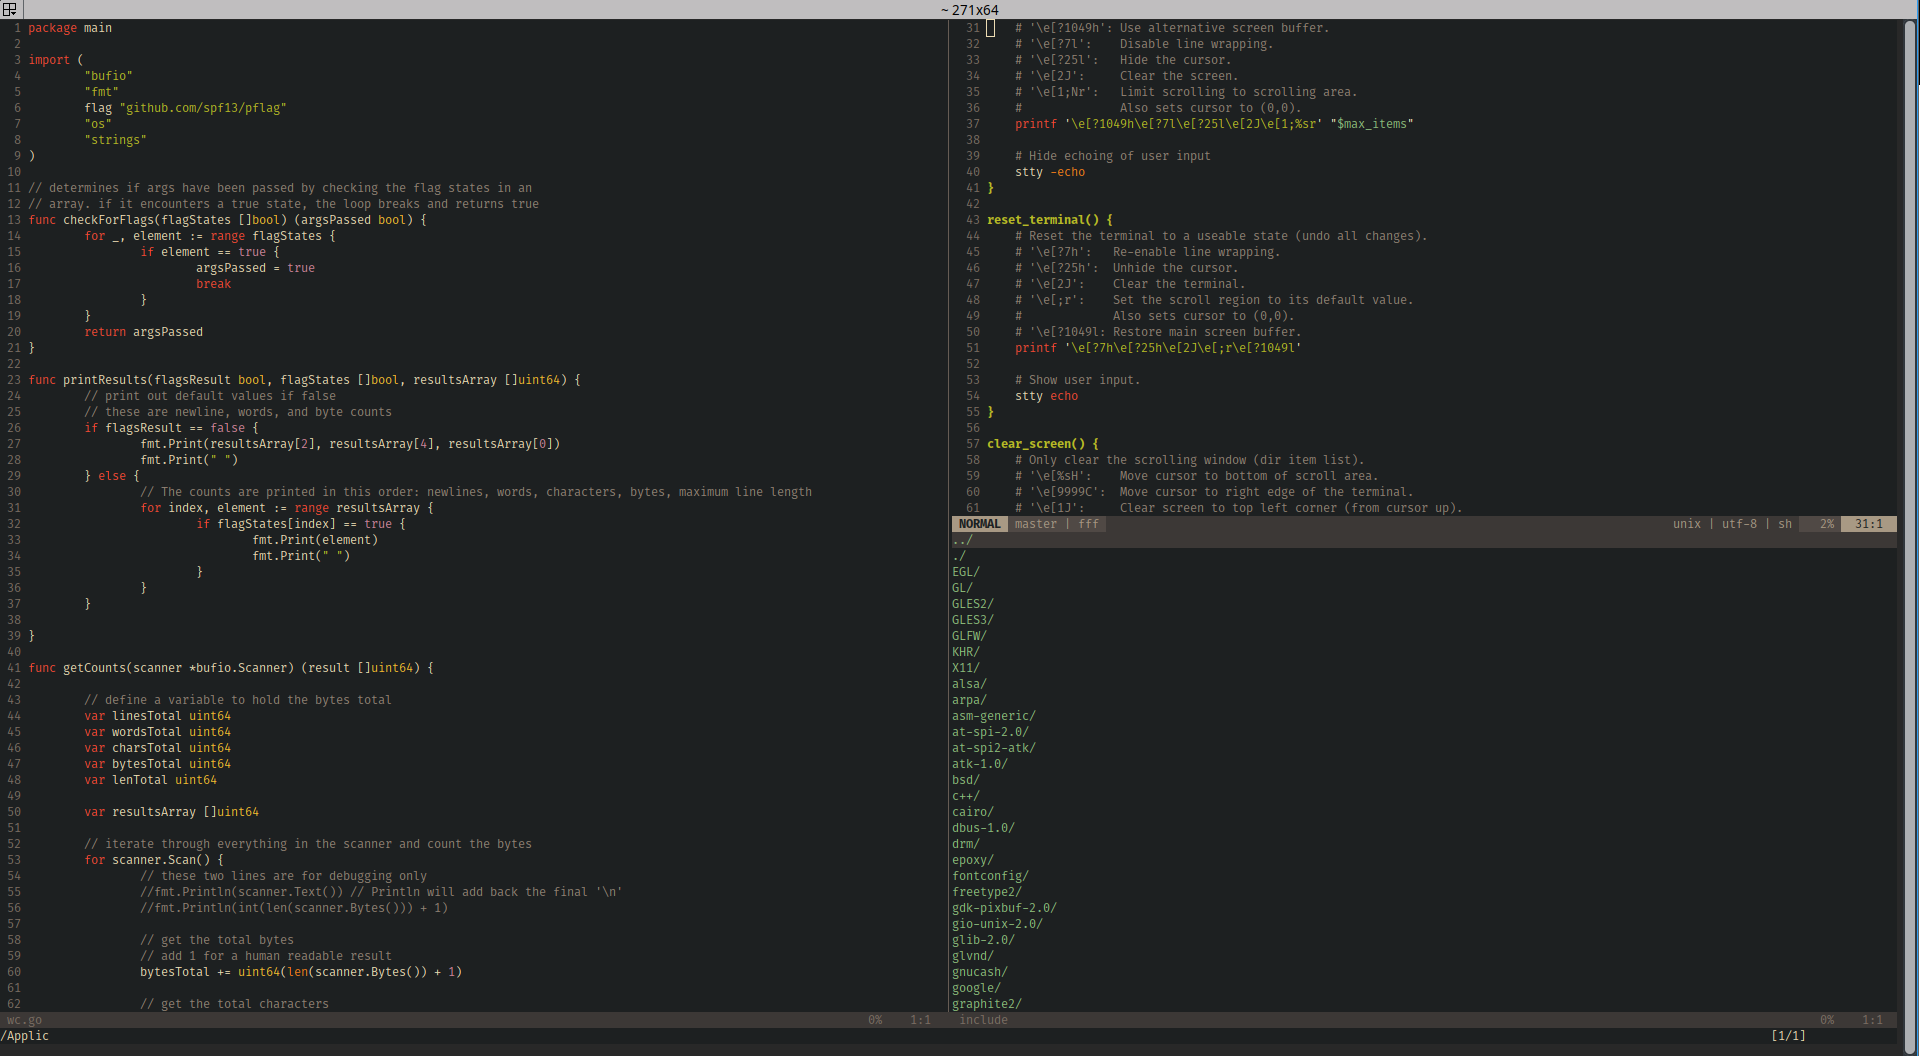 ~ 271x64
1 package main
2
3 import (
4 "bufio"
5 "fmt"
6 flag "github.com/spf13/pflag"
7 "os"
8 "strings"
9 )
10
11 // determines if args have been passed by checking the flag states in an
12 // array. if it encounters a true state, the loop breaks and returns true
13 func checkForFlags(flagStates []bool) (argsPassed bool) {
14 for _, element := range flagStates {
15 if element == true {
16 argsPassed = true
17 break
18 }
19 }
20 return argsPassed
21 }
22
23 func printResults(flagsResult bool, flagStates []bool, resultsArray []uint64) {
24 // print out default values if false
25 // these are newline, words, and byte counts
26 if flagsResult == false {
27 fmt.Print(resultsArray[2], resultsArray[4], resultsArray[0])
28 fmt.Print(" ")
29 } else {
30 // The counts are printed in this order: newlines, words, characters, bytes, maximum line length
31 for index, element := range resultsArray {
32 if flagStates[index] == true {
33 fmt.Print(element)
34 fmt.Print(" ")
35 }
36 }
37 }
38
39 }
40
41 func getCounts(scanner *bufio.Scanner) (result []uint64) {
42
43 // define a variable to hold the bytes total
44 var linesTotal uint64
45 var wordsTotal uint64
46 var charsTotal uint64
47 var bytesTotal uint64
48 var lenTotal uint64
49
50 var resultsArray []uint64
51
52 // iterate through everything in the scanner and count the bytes
53 for scanner.Scan() {
54 // these two lines are for debugging only
55 //fmt.Println(scanner.Text()) // Println will add back the final '\n'
56 //fmt.Println(int(len(scanner.Bytes())) + 1)
57
58 // get the total bytes
59 // add 1 for a human readable result
60 bytesTotal += uint64(len(scanner.Bytes()) + 1)
61
62 // get the total characters
wc.go 0% 1:1
/Applic
31 # '\e[?1049h': Use alternative screen buffer.
32 # '\e[?7l': Disable line wrapping.
33 # '\e[?25l': Hide the cursor.
34 # '\e[2J': Clear the screen.
35 # '\e[1;Nr': Limit scrolling to scrolling area.
36 # Also sets cursor to (0,0).
37 printf '\e[?1049h\e[?7l\e[?25l\e[2J\e[1;%sr' "$max_items"
38
39 # Hide echoing of user input
40 stty -echo
41 }
42
43 reset_terminal() {
44 # Reset the terminal to a useable state (undo all changes).
45 # '\e[?7h': Re-enable line wrapping.
46 # '\e[?25h': Unhide the cursor.
47 # '\e[2J': Clear the terminal.
48 # '\e[;r': Set the scroll region to its default value.
49 # Also sets cursor to (0,0).
50 # '\e[?1049l: Restore main screen buffer.
51 printf '\e[?7h\e[?25h\e[2J\e[;r\e[?1049l'
52
53 # Show user input.
54 stty echo
55 }
56
57 clear_screen() {
58 # Only clear the scrolling window (dir item list).
59 # '\e[%sH': Move cursor to bottom of scroll area.
60 # '\e[9999C': Move cursor to right edge of the terminal.
61 # '\e[1J': Clear screen to top left corner (from cursor up).
NORMAL master | fff unix | utf-8 | sh 2% 31:1
../
./
EGL/
GL/
GLES2/
GLES3/
GLFW/
KHR/
X11/
alsa/
arpa/
asm-generic/
at-spi-2.0/
at-spi2-atk/
atk-1.0/
bsd/
c++/
cairo/
dbus-1.0/
drm/
epoxy/
fontconfig/
freetype2/
gdk-pixbuf-2.0/
gio-unix-2.0/
glib-2.0/
glvnd/
gnucash/
google/
graphite2/
include 0% 1:1
[1/1]